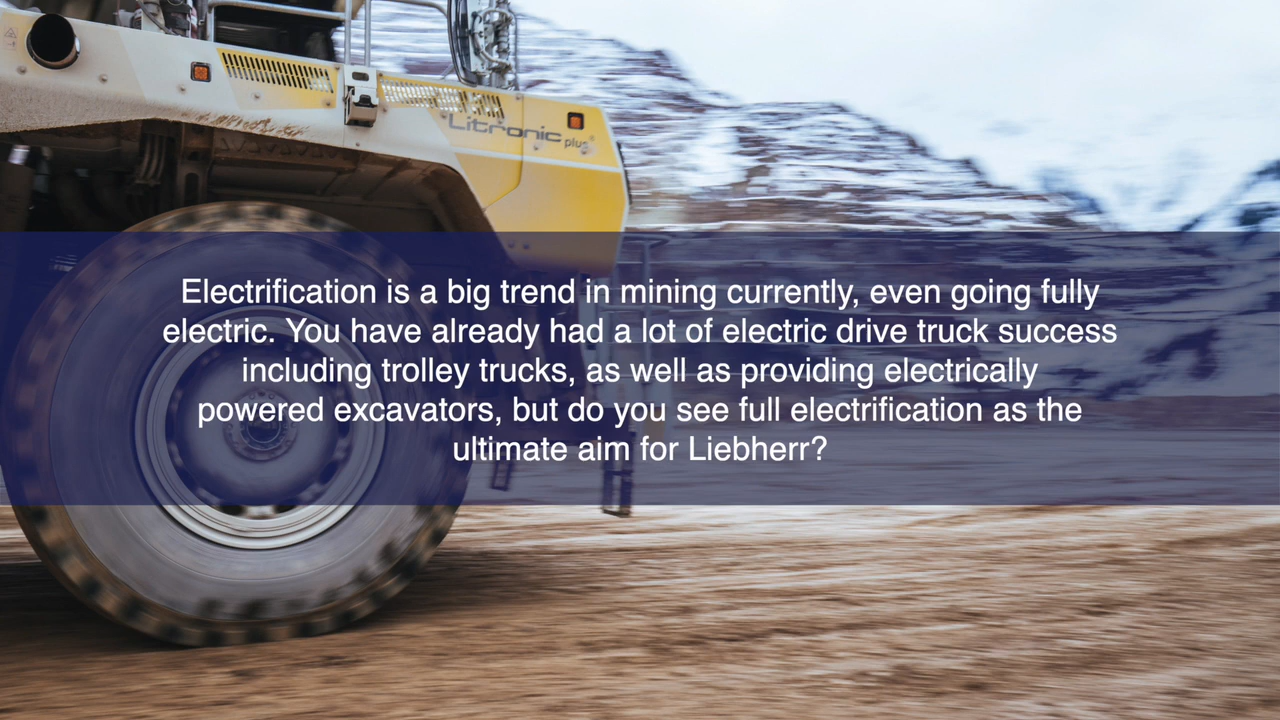 Litronic plus
Electrification is a big trend in mining currently, even going fully
electric. You have already had a lot of electric drive truck success
including trolley trucks, as well as providing electrically
powered excavators, but do you see full electrification as the
ultimate aim for Liebherr?